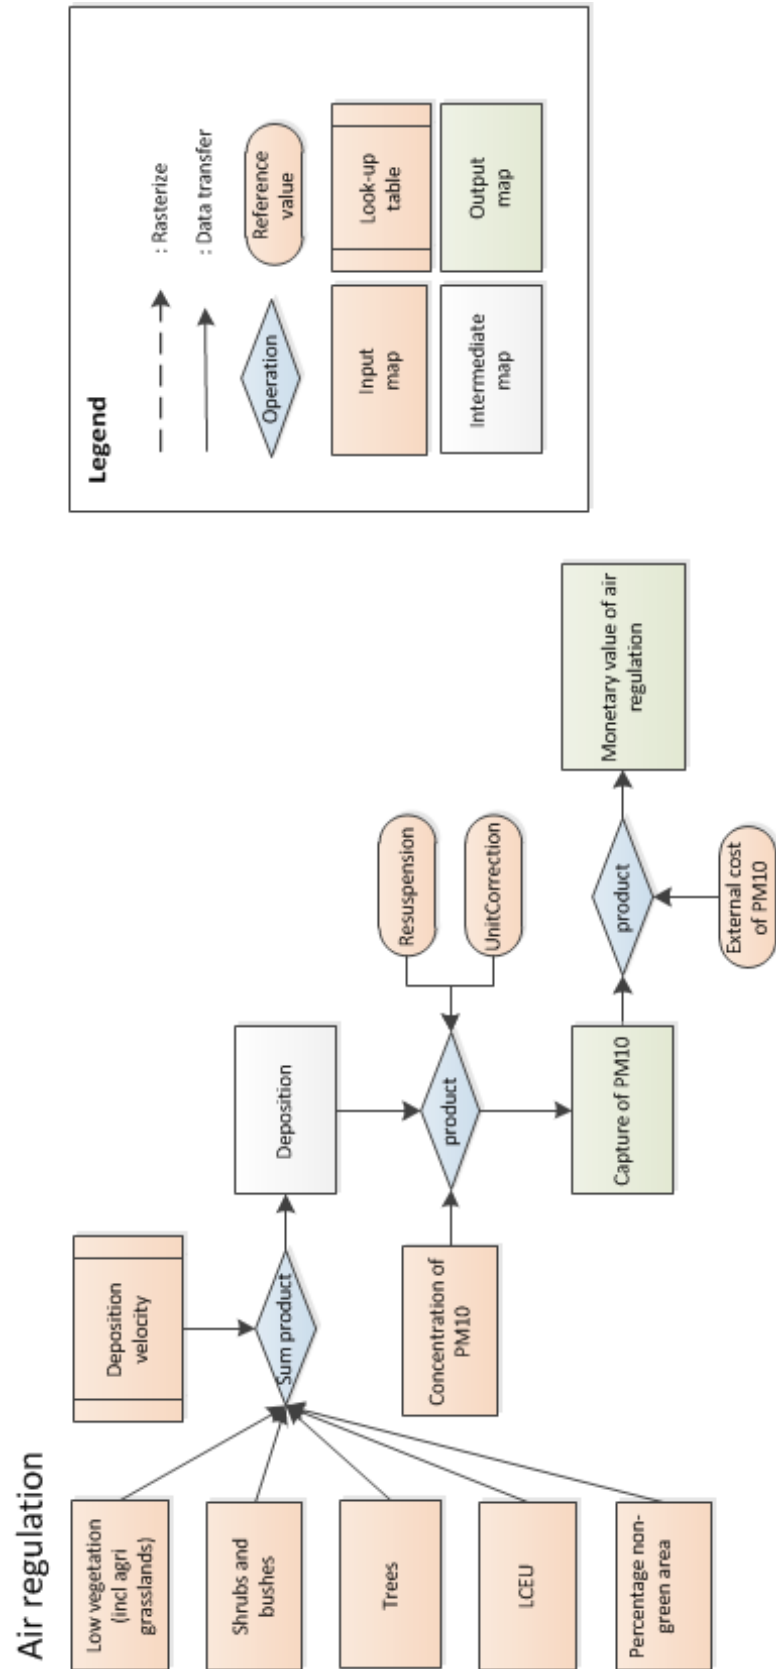 Air regulation
Low vegetation
(incl agri
grasslands)
Shrubs and
bushes
Trees
LCEU
Percentage non-
green area
Deposition
velocity
Sum product
Deposition
Concentration of
PM10
product
Resuspension
UnitCorrection
Capture of PM10
product
External cost
of PM10
Monetary value of air
regulation
Legend
: Rasterize
: Data transfer
Operation
Reference
value
Input
map
Look-up
table
Intermediate
map
Output
map